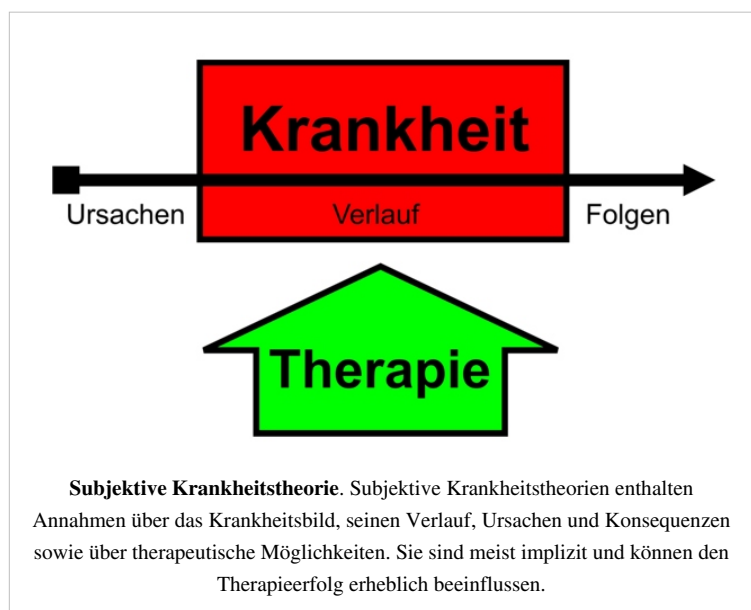 Krankheit
Ursachen Verlauf Folgen
Therapie
Subjektive Krankheitstheorie. Subjektive Krankheitstheorien enthalten
Annahmen über das Krankheitsbild, seinen Verlauf, Ursachen und Konsequenzen
sowie über therapeutische Möglichkeiten. Sie sind meist implizit und können den
Therapieerfolg erheblich beeinflussen.